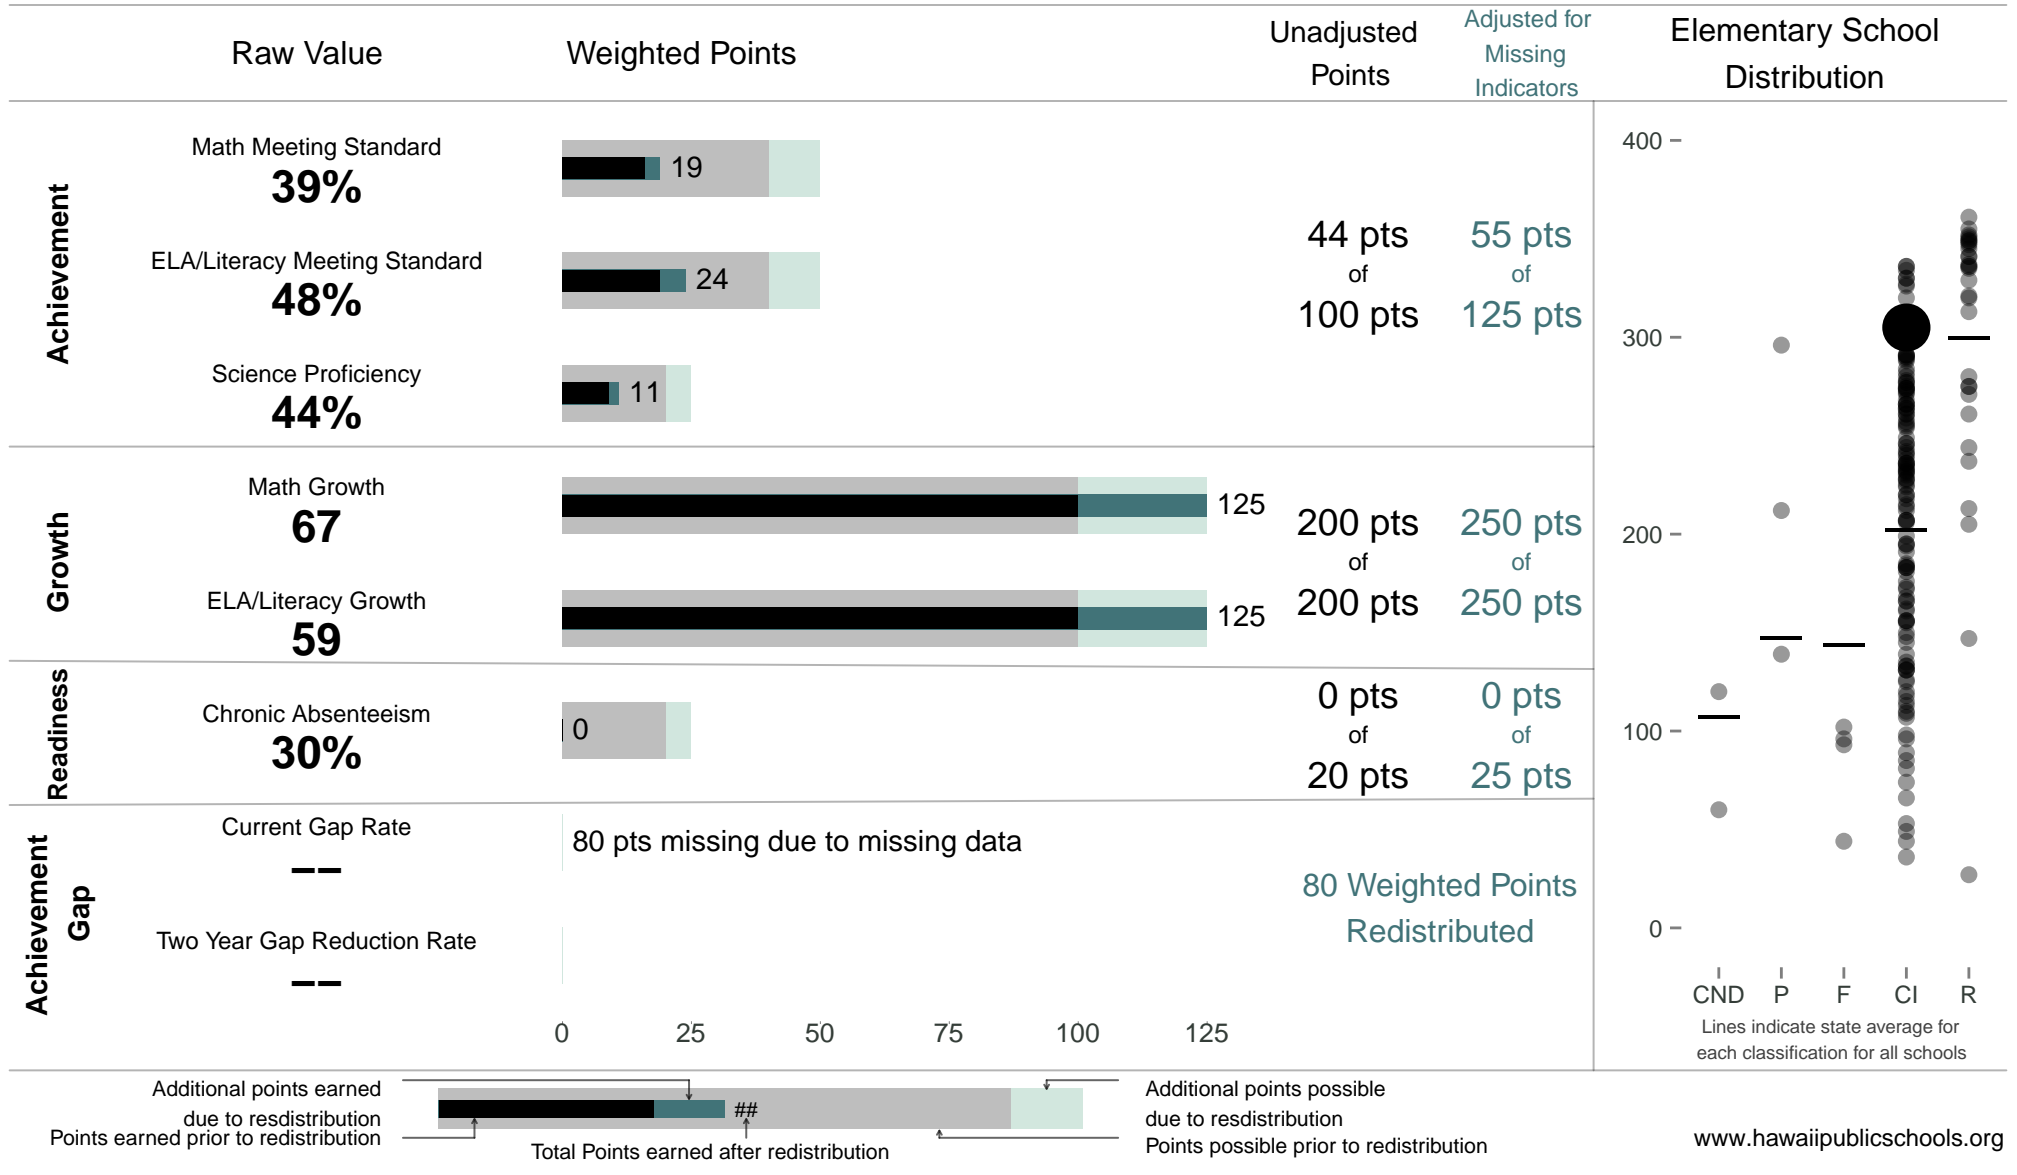 Raw Value
Weighted Points
Unadjusted
Points
Adjusted for
Missing
Indicators
Elementary School
Distribution
Achievement
Math Meeting Standard
39%
19
ELA/Literacy Meeting Standard
48%
24
Science Proficiency
44%
11
44 pts
of
100 pts
55 pts
of
125 pts
Growth
Math Growth
67
125
ELA/Literacy Growth
59
125
200 pts
of
200 pts
250 pts
of
250 pts
Readiness
Chronic Absenteeism
30%
0
0 pts
of
20 pts
0 pts
of
25 pts
Achievement
Gap
Current Gap Rate
--
80 pts missing due to missing data
Two Year Gap Reduction Rate
--
80 Weighted Points
Redistributed
0 25 50 75 100 125
400
300
200
100
0
CND P F CI R
Lines indicate state average for
each classification for all schools
Additional points earned
due to resdistribution
Points earned prior to redistribution
##
Total Points earned after redistribution
Additional points possible
due to resdistribution
Points possible prior to redistribution
www.hawaiipublicschools.org